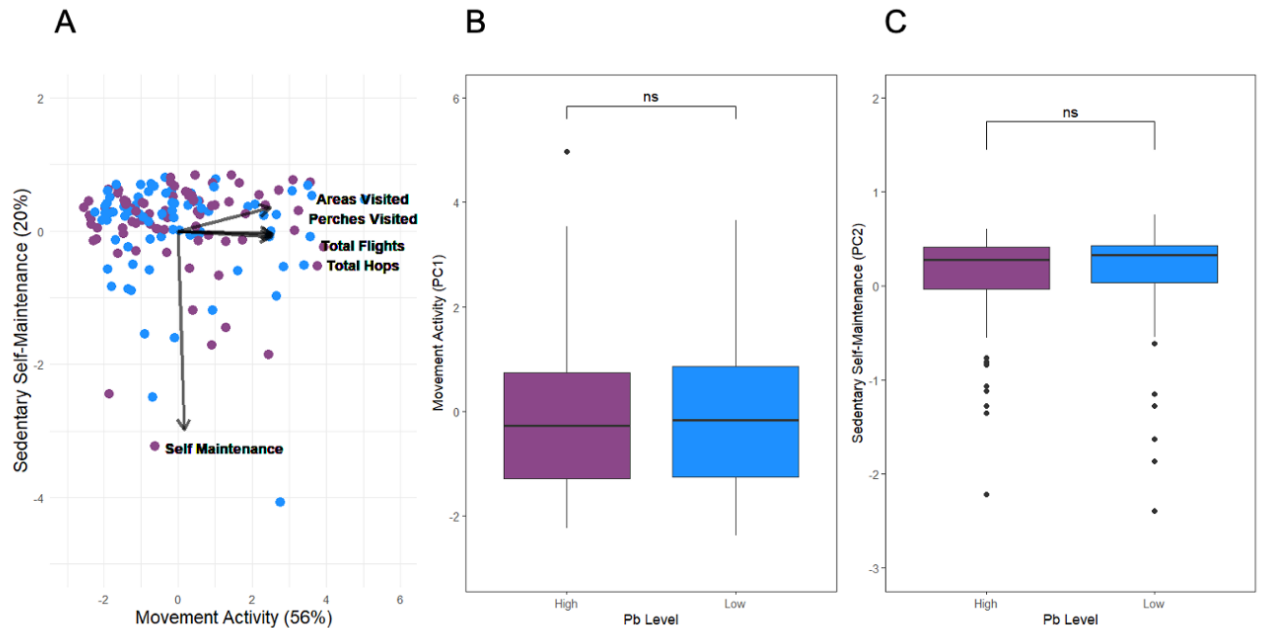 A
2
0
-2
-4
Sedentary Self-Maintenance (20%)
Areas Visited
Perches Visited
Total Flights
Total Hops
Self Maintenance
-2 0 2 4 6
Movement Activity (56%)
B
6
4
2
0
-2
Movement Activity (PC1)
ns
High Low
Pb Level
C
2
1
0
-1
-2
-3
Sedentary Self-Maintenance (PC2)
ns
High Low
Pb Level